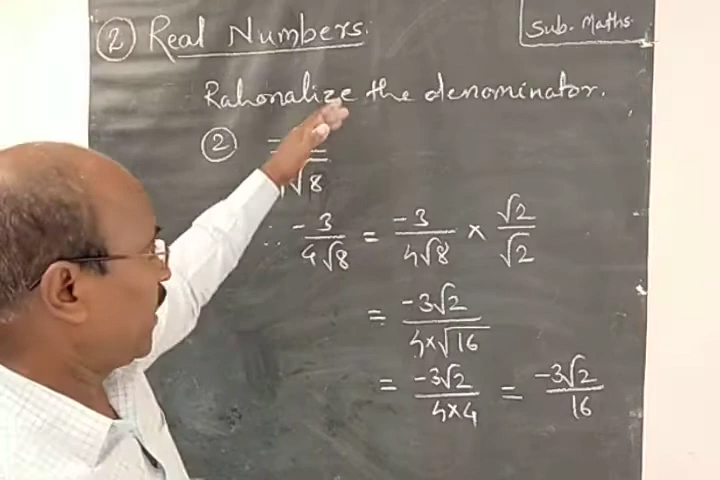 ② Real Numbers.
Sub. Maths.
Rationalize the denominator.
② √8
∴ -3/4√8 = -3/4√8 × √2/√2
= -3√2/4×√16
= -3√2/4×4 = -3√2/16